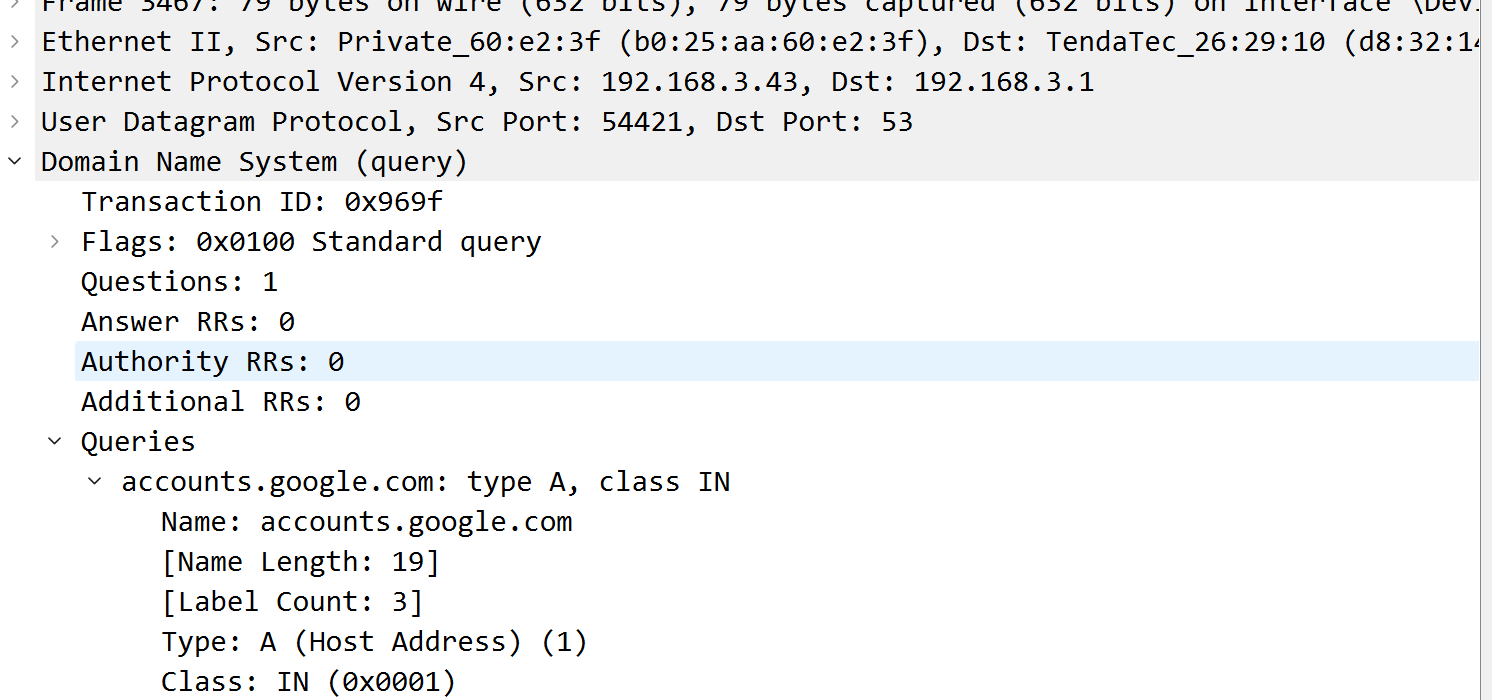 Frame 3467: 79 bytes on wire (632 bits), 79 bytes captured (632 bits) on interface \Dev
Ethernet II, Src: Private_60:e2:3f (b0:25:aa:60:e2:3f), Dst: TendaTec_26:29:10 (d8:32:14
Internet Protocol Version 4, Src: 192.168.3.43, Dst: 192.168.3.1
User Datagram Protocol, Src Port: 54421, Dst Port: 53
Domain Name System (query)
Transaction ID: 0x969f
Flags: 0x0100 Standard query
Questions: 1
Answer RRs: 0
Authority RRs: 0
Additional RRs: 0
Queries
accounts.google.com: type A, class IN
Name: accounts.google.com
[Name Length: 19]
[Label Count: 3]
Type: A (Host Address) (1)
Class: IN (0x0001)